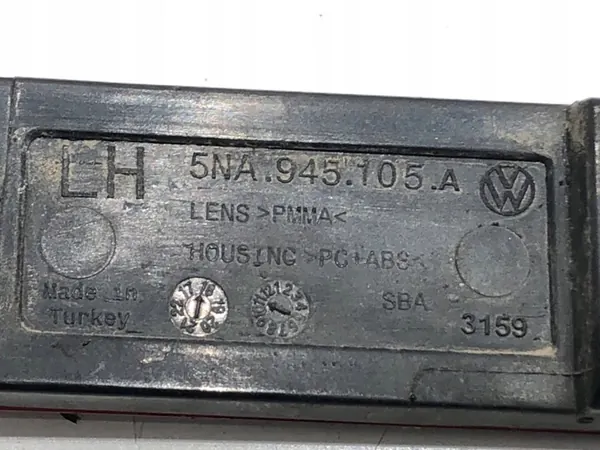 LH 5NA.945.105.A
LENS >PMMA<
HOUSING >PC+ABS<
Made in
Turkey
SBA
3159